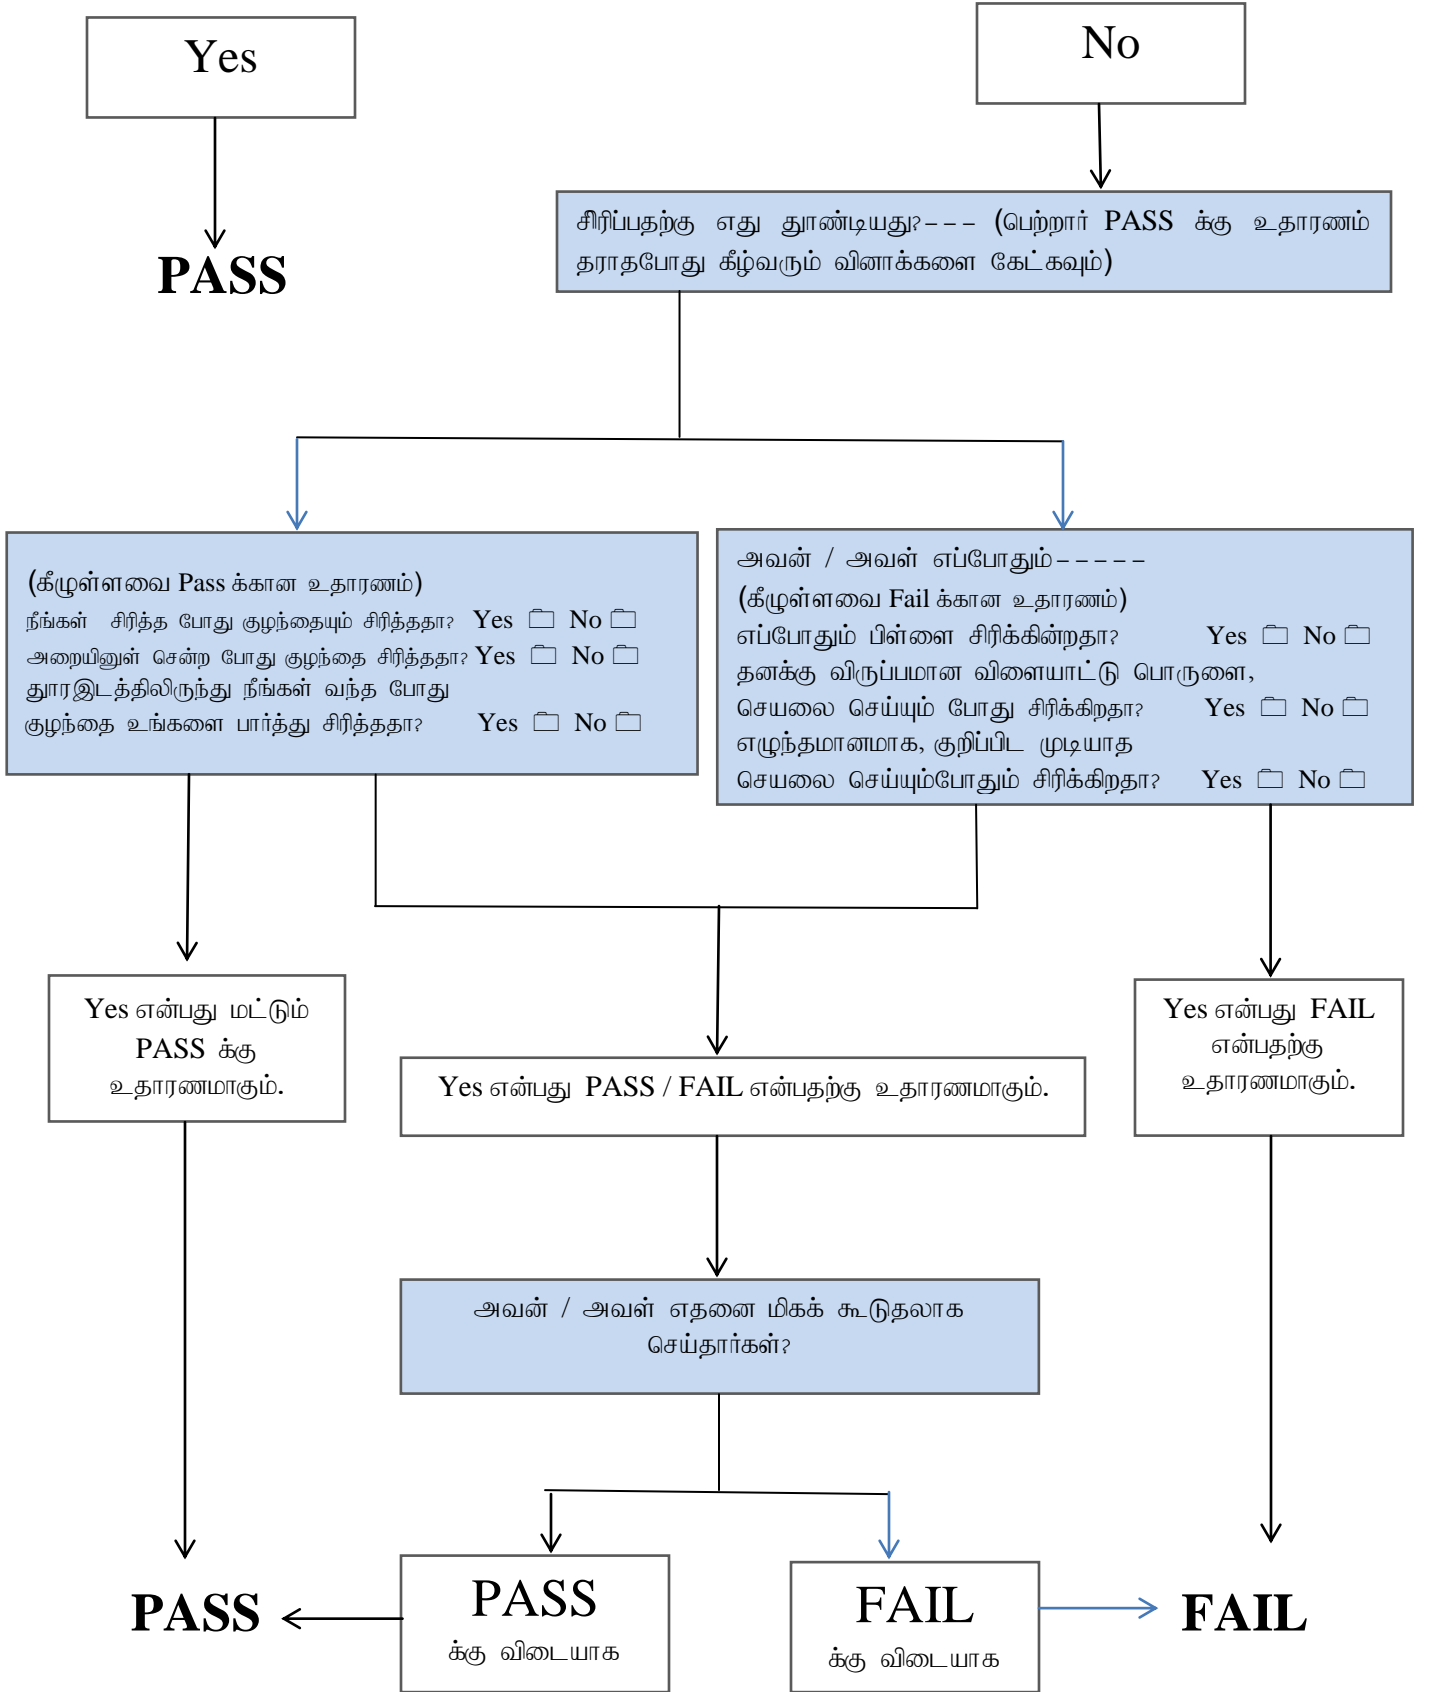 Yes
No
PASS
சிரிப்பதற்கு எது தூண்டியது?--- (பெற்றார் PASS க்கு உதாரணம்
தராதபோது கீழ்வரும் வினாக்களை கேட்கவும்)
(கீழுள்ளவை Pass க்கான உதாரணம்)
நீங்கள் சிரித்த போது குழந்தையும் சிரித்ததா? Yes No
அறையினுள் சென்ற போது குழந்தை சிரித்ததா? Yes No
தூரஇடத்திலிருந்து நீங்கள் வந்த போது
குழந்தை உங்களை பார்த்து சிரித்ததா? Yes No
அவன் / அவள் எப்போதும்-----
(கீழுள்ளவை Fail க்கான உதாரணம்)
எப்போதும் பிள்ளை சிரிக்கின்றதா? Yes No
தனக்கு விருப்பமான விளையாட்டு பொருளை,
செயலை செய்யும் போது சிரிக்கிறதா? Yes No
எழுந்தமானமாக, குறிப்பிட முடியாத
செயலை செய்யும்போதும் சிரிக்கிறதா? Yes No
Yes என்பது மட்டும்
PASS க்கு
உதாரணமாகும்.
Yes என்பது PASS / FAIL என்பதற்கு உதாரணமாகும்.
Yes என்பது FAIL
என்பதற்கு
உதாரணமாகும்.
அவன் / அவள் எதனை மிகக் கூடுதலாக
செய்தார்கள்?
PASS
PASS
க்கு விடையாக
FAIL
க்கு விடையாக
FAIL